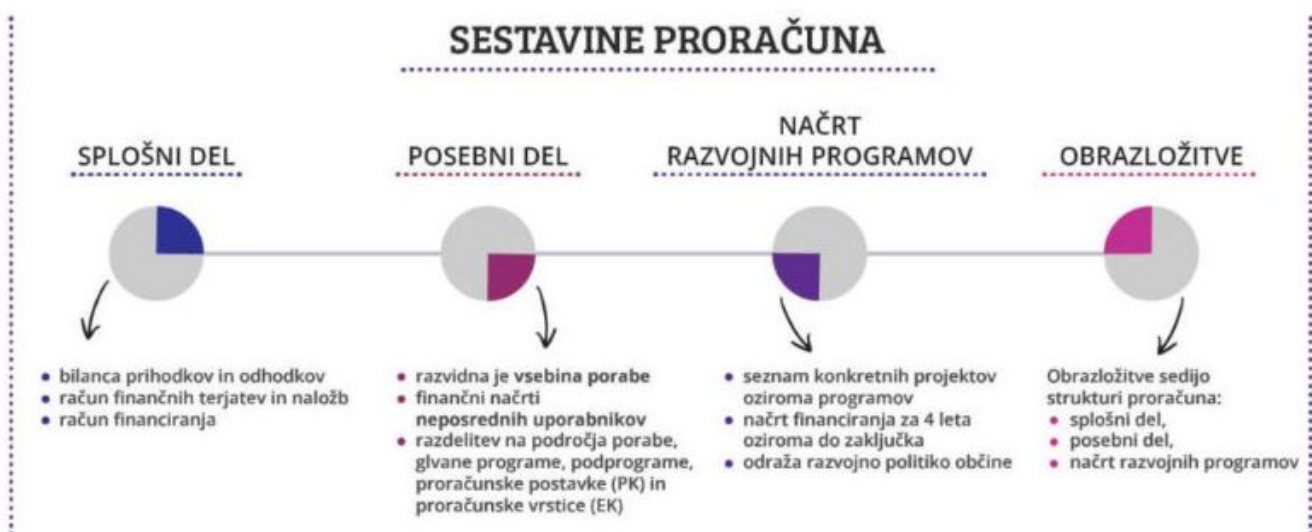 SESTAVINE PRORAČUNA
SPLOŠNI DEL
bilanca prihodkov in odhodkov
račun finančnih terjatev in naložb
račun financiranja
POSEBNI DEL
razvidna je vsebina porabe
finančni načrti
neposrednih uporabnikov
razdelitev na področja porabe,
glvane programe, podprograme,
proračunske postavke (PK) in
proračunske vrstice (EK)
NAČRT
RAZVOJNIH PROGRAMOV
seznam konkretnih projektov
oziroma programov
načrt financiranja za 4 leta
oziroma do zaključka
odraža razvojno politiko občine
OBRAZLOŽITVE
Obrazložitve sedijo
strukturi proračuna:
splošni del,
posebni del,
načrt razvojnih programov